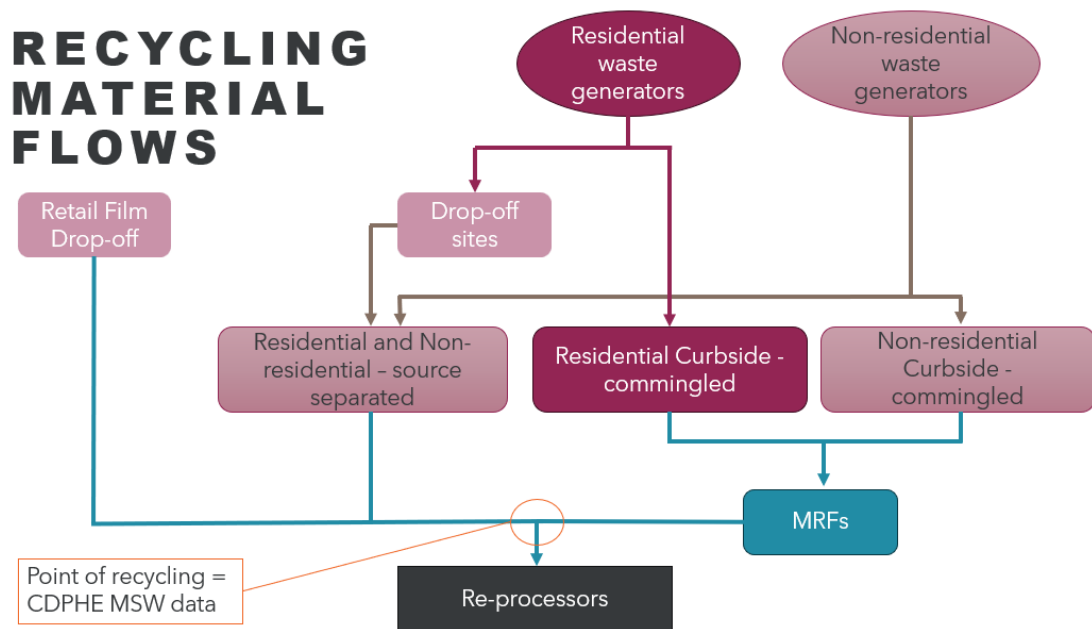 RECYCLING
MATERIAL
FLOWS
Residential
waste
generators
Non-residential
waste
generators
Retail Film
Drop-off
Drop-off
sites
Residential and Non-
residential – source
separated
Residential Curbside -
commingled
Non-residential
Curbside -
commingled
MRFs
Point of recycling =
CDPHE MSW data
Re-processors